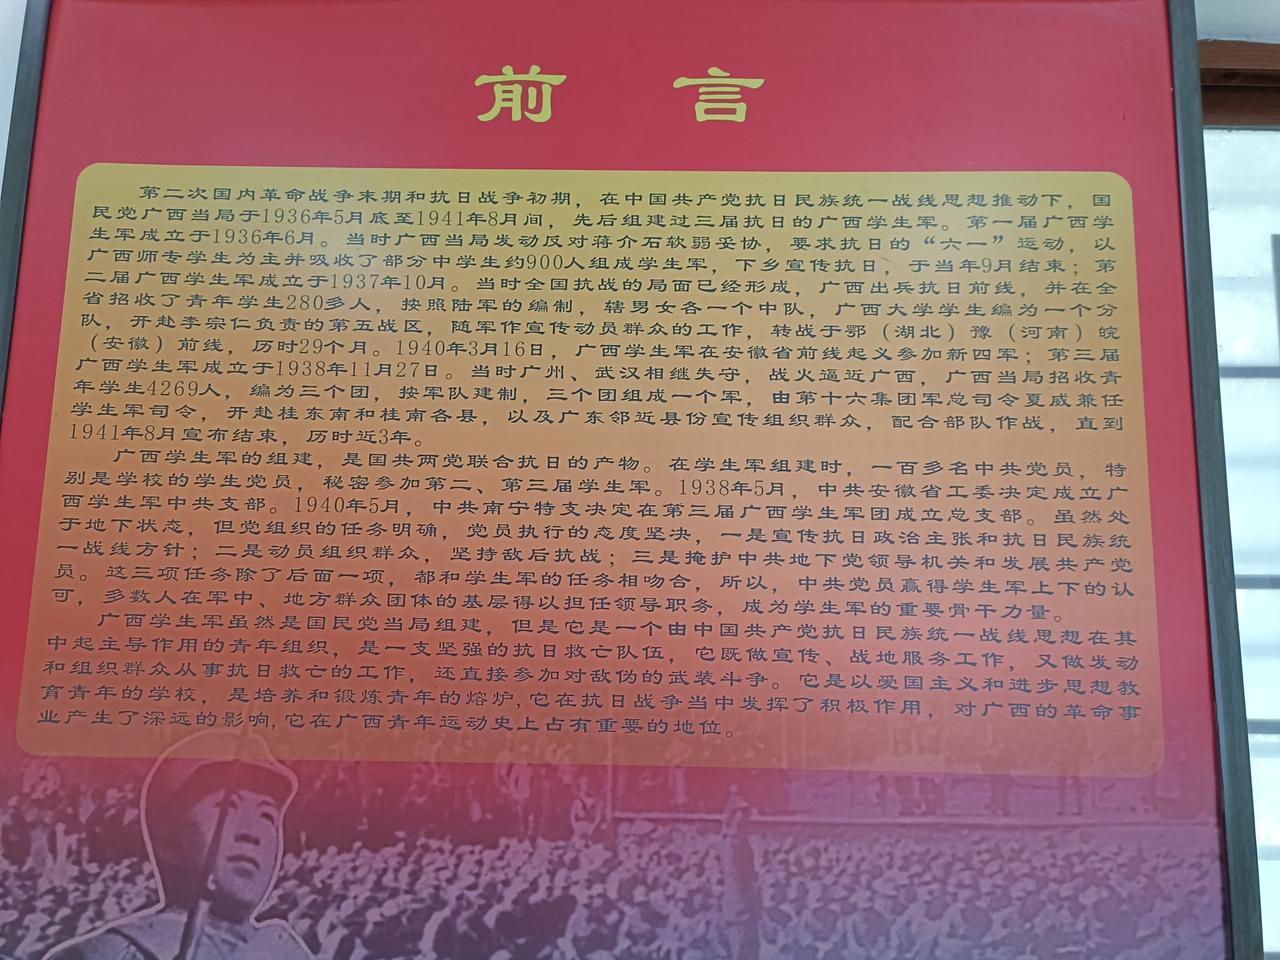 前言
第二次国内革命战争末期和抗日战争初期，在中国共产党抗日民族统一战线思想推动下，国
民党广西当局于1936年5月底至1941年8月间，先后组建过三届抗日的广西学生军。第一届广西学
生军成立于1936年6月。当时广西当局发动反对蒋介石软弱妥协，要求抗日的“六一”运动，以
广西师专学生为主并吸收了部分中学生约900人组成学生军，下乡宣传抗日，于当年9月结束；第
二届广西学生军成立于1937年10月。当时全国抗战的局面已经形成，广西出兵抗日前线，并在全
省招收了青年学生280多人，按照陆军的编制，辖男女各一个中队，广西大学学生编为一个分
队，开赴李宗仁负责的第五战区，随军作宣传动员群众的工作，转战于鄂（湖北）豫（河南）皖
（安徽）前线，历时29个月。1940年3月16日，广西学生军在安徽省前线起义参加新四军；第三届
广西学生军成立于1938年11月27日。当时广州、武汉相继失守，战火逼近广西，广西当局招收青
年学生4269人，编为三个团，按军队建制，三个团组成一个军，由第十六集团军总司令夏威兼任
学生军司令，开赴桂东南和桂南各县，以及广东邻近县份宣传组织群众，配合部队作战，直到
1941年8月宣布结束，历时近3年。
广西学生军的组建，是国共两党联合抗日的产物。在学生军组建时，一百多名中共党员，特
别是学校的学生党员，秘密参加第二、第三届学生军。1938年5月，中共安徽省工委决定成立广
西学生军中共支部。1940年5月，中共南宁特支决定在第三届广西学生军团成立总支部。虽然处
于地下状态，但党组织的任务明确，党员执行的态度坚决，一是宣传抗日政治主张和抗日民族统
一战线方针；二是动员组织群众，坚持敌后抗战；三是掩护中共地下党领导机关和发展共产党
员。这三项任务除了后面一项，都和学生军的任务相吻合，所以，中共党员赢得学生军上下的认
可，多数人在军中、地方群众团体的基层得以担任领导职务，成为学生军的重要骨干力量。
广西学生军虽然是国民党当局组建，但是它是一个由中国共产党抗日民族统一战线思想在其
中起主导作用的青年组织，是一支坚强的抗日救亡队伍，它既做宣传、战地服务工作，又做发动
和组织群众从事抗日救亡的工作，还直接参加对敌伪的武装斗争。它是以爱国主义和进步思想教
育青年的学校，是培养和锻炼青年的熔炉，它在抗日战争当中发挥了积极作用，对广西的革命事
业产生了深远的影响，它在广西青年运动史上占有重要的地位。